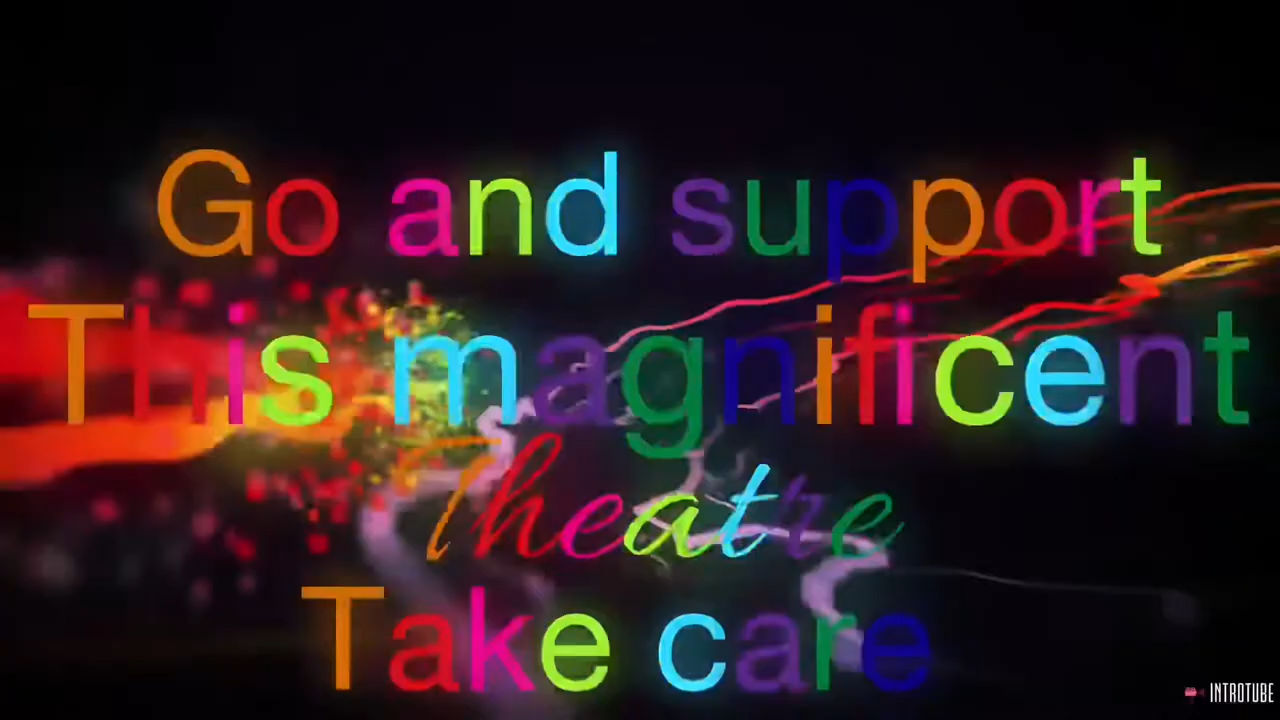 Go and support
This magnificent
Theatre
Take care
INTROTUBE